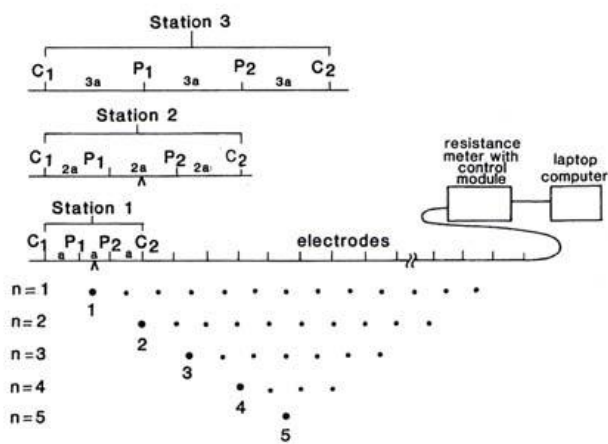 Station 3
C1 P1 P2 C2
3a 3a 3a
Station 2
C1 P1 P2 C2
2a 2a 2a
resistance
meter with
control
module
laptop
computer
Station 1
C1 P1 P2 C2
a a a
electrodes
n=1
1
n=2
2
n=3
3
n=4
4
n=5
5